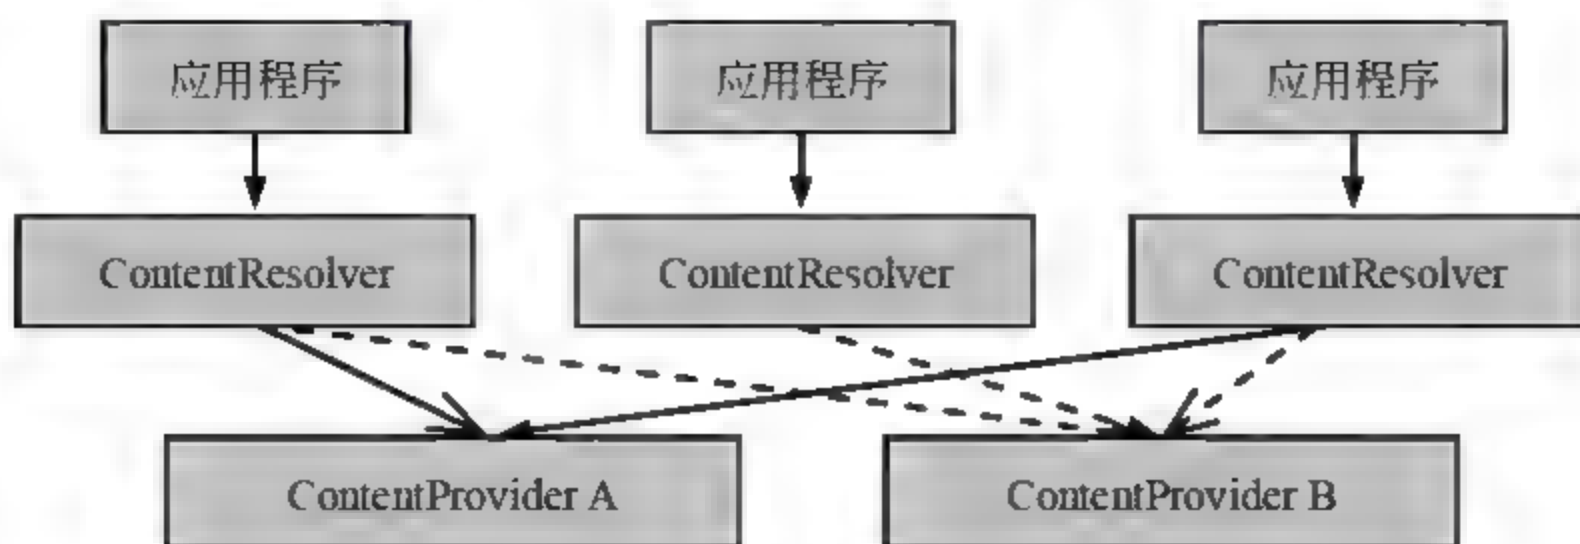 应用程序 应用程序 应用程序
ContentResolver ContentResolver ContentResolver
ContentProvider A ContentProvider B